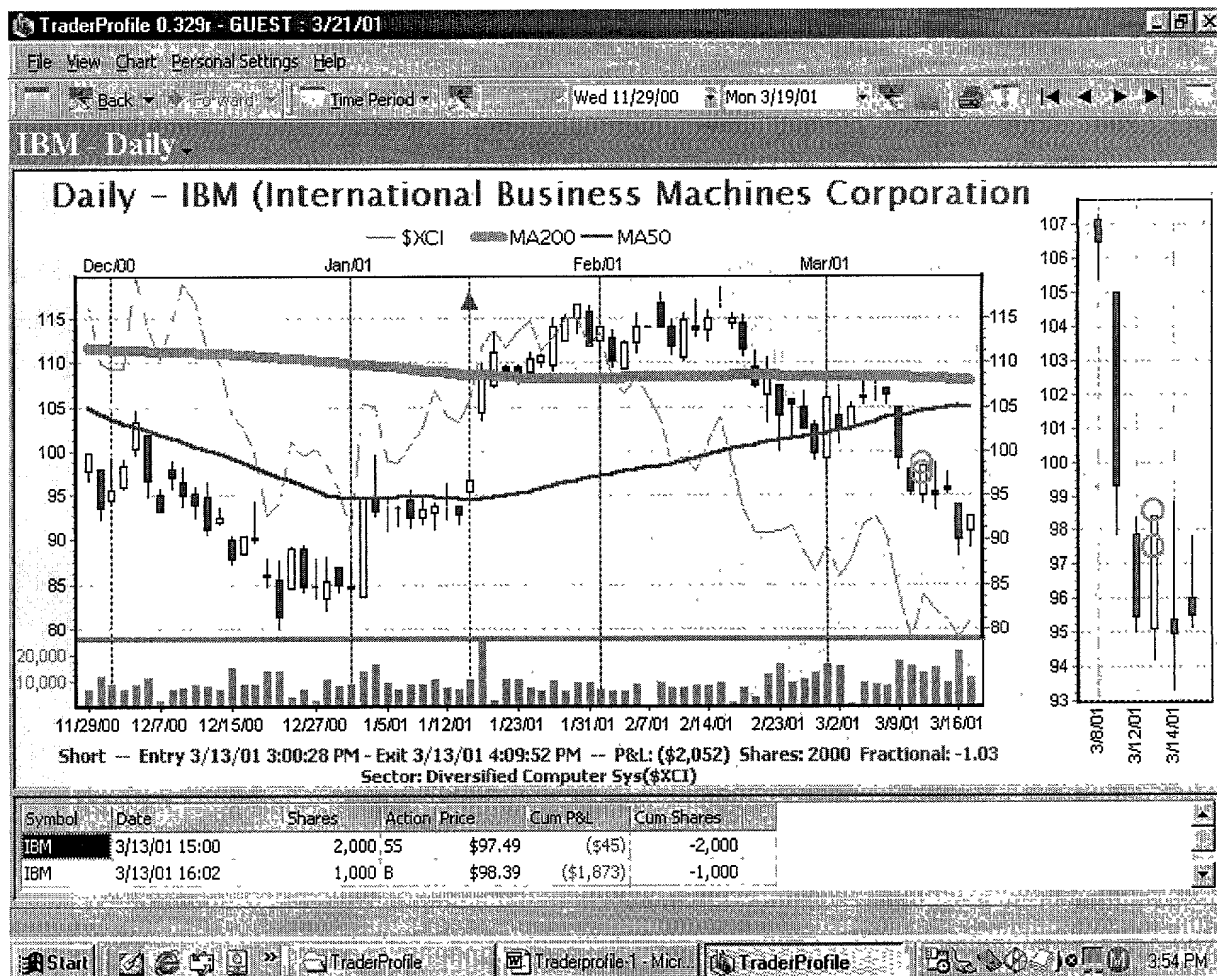 TraderProfile 0.329r - GUEST : 3/21/01
File View Chart Personal Settings Help
Back Forward Time Period Wed 11/29/00 Mon 3/19/01
IBM - Daily
Daily - IBM (International Business Machines Corporation
$XCI MA200 MA50
Dec/00 Jan/01 Feb/01 Mar/01
115 110 105 100 95 90 85 80
20,000
10,000
115 110 105 100 95 90 85 80
11/29/00 12/7/00 12/15/00 12/27/00 1/5/01 1/12/01 1/23/01 1/31/01 2/7/01 2/14/01 2/23/01 3/2/01 3/9/01 3/16/01
107 106 105 104 103 102 101 100 99 98 97 96 95 94 93
3/8/01 3/12/01 3/14/01
Short -- Entry 3/13/01 3:00:28 PM - Exit 3/13/01 4:09:52 PM -- P&L: ($2,052) Shares: 2000 Fractional: -1.03
Sector: Diversified Computer Sys($XCI)
Symbol Date Shares Action Price Cum P&L Cum Shares
IBM 3/13/01 15:00 2,000 SS $97.49 ($45) -2,000
IBM 3/13/01 16:02 1,000 B $98.39 ($1,873) -1,000
Start TraderProfile Traderprofile-1 - Micr... TraderProfile 3:54 PM